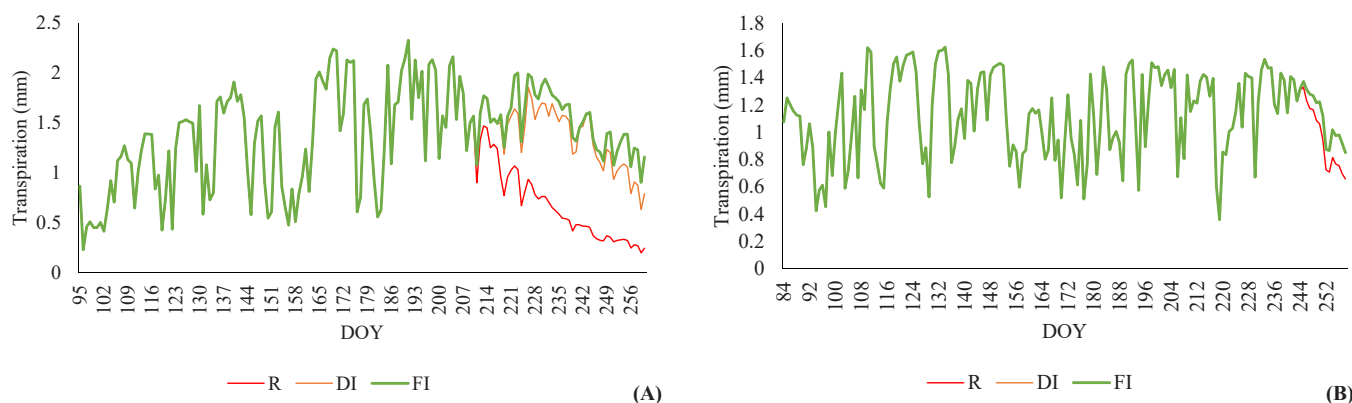 Transpiration (mm)
2.5
2
1.5
1
0.5
0
95 102 109 116 123 130 137 144 151 158 165 172 179 186 193 200 207 214 221 228 235 242 249 256
DOY
R DI FI
(A)
Transpiration (mm)
1.8
1.6
1.4
1.2
1
0.8
0.6
0.4
0.2
0
84 92 100 108 116 124 132 140 148 156 164 172 180 188 196 204 212 220 228 236 244 252
DOY
R DI FI
(B)